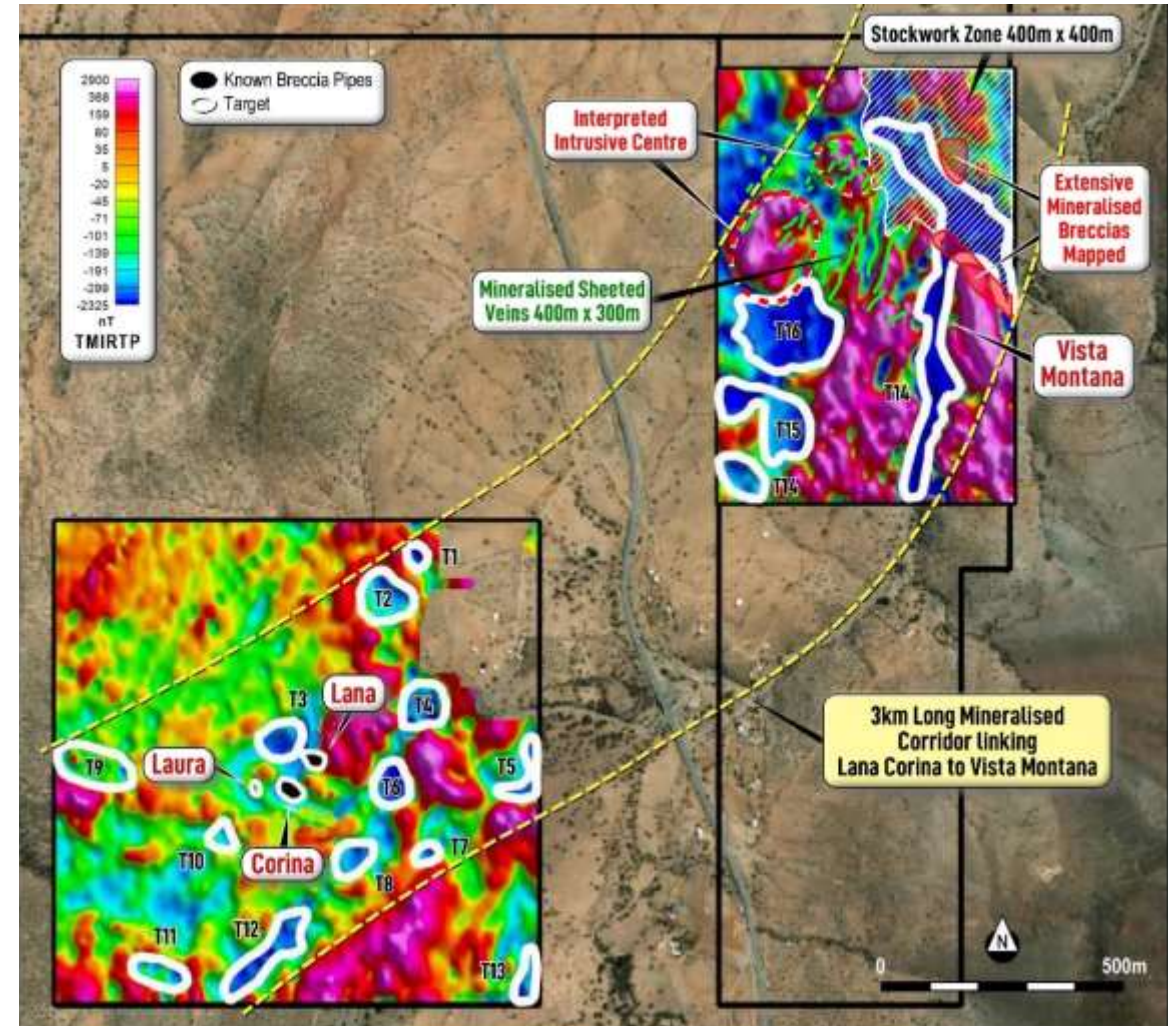 Stockwork Zone 400m x 400m
2900
368
159
80
35
5
-20
-45
-71
-101
-139
-191
-299
-2325
nT
TMIRTP
Known Breccia Pipes
Target
Interpreted
Intrusive Centre
Extensive
Mineralised
Breccias
Mapped
Mineralised Sheeted
Veins 400m x 300m
Vista
Montana
T16
T14
T15
T14
T1
T2
T3
Lana
T4
T9
Laura
T5
T6
T10
Corina
T7
T8
T11
T12
T13
3km Long Mineralised
Corridor linking
Lana Corina to Vista Montana
N
0
500m